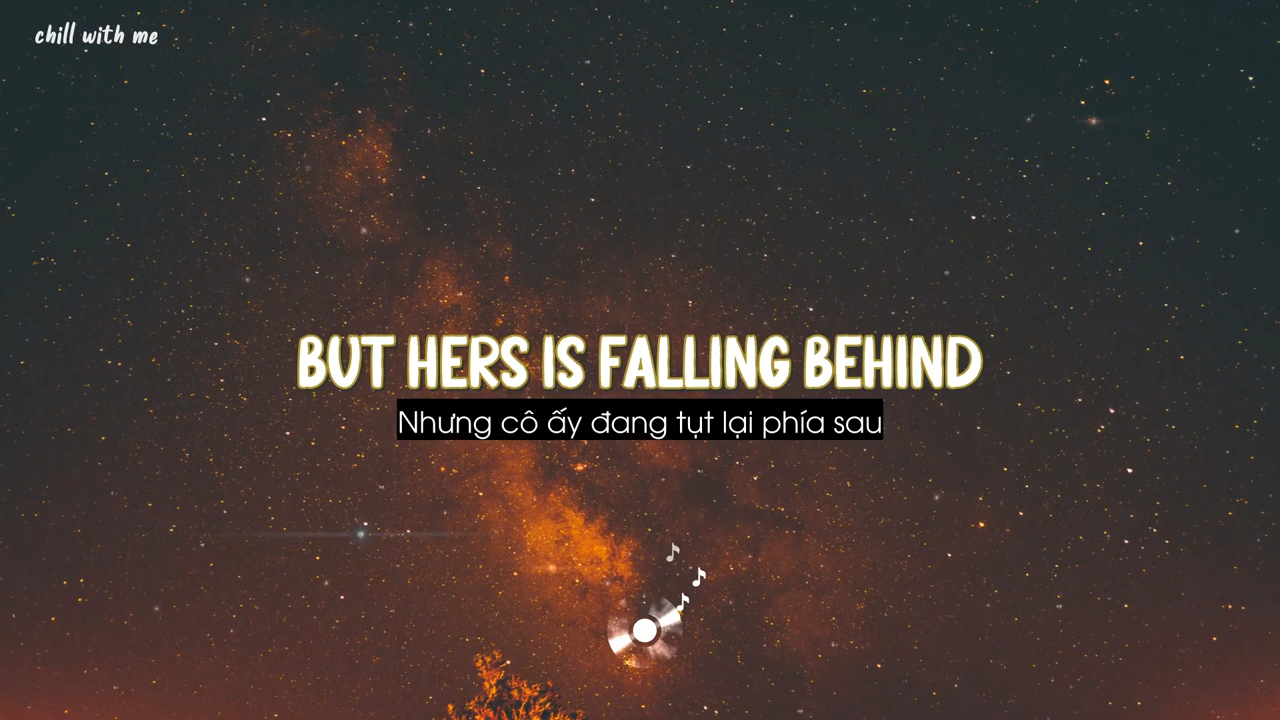 chill with me
BUT HERS IS FALLING BEHIND
Nhưng cô ấy đang tụt lại phía sau